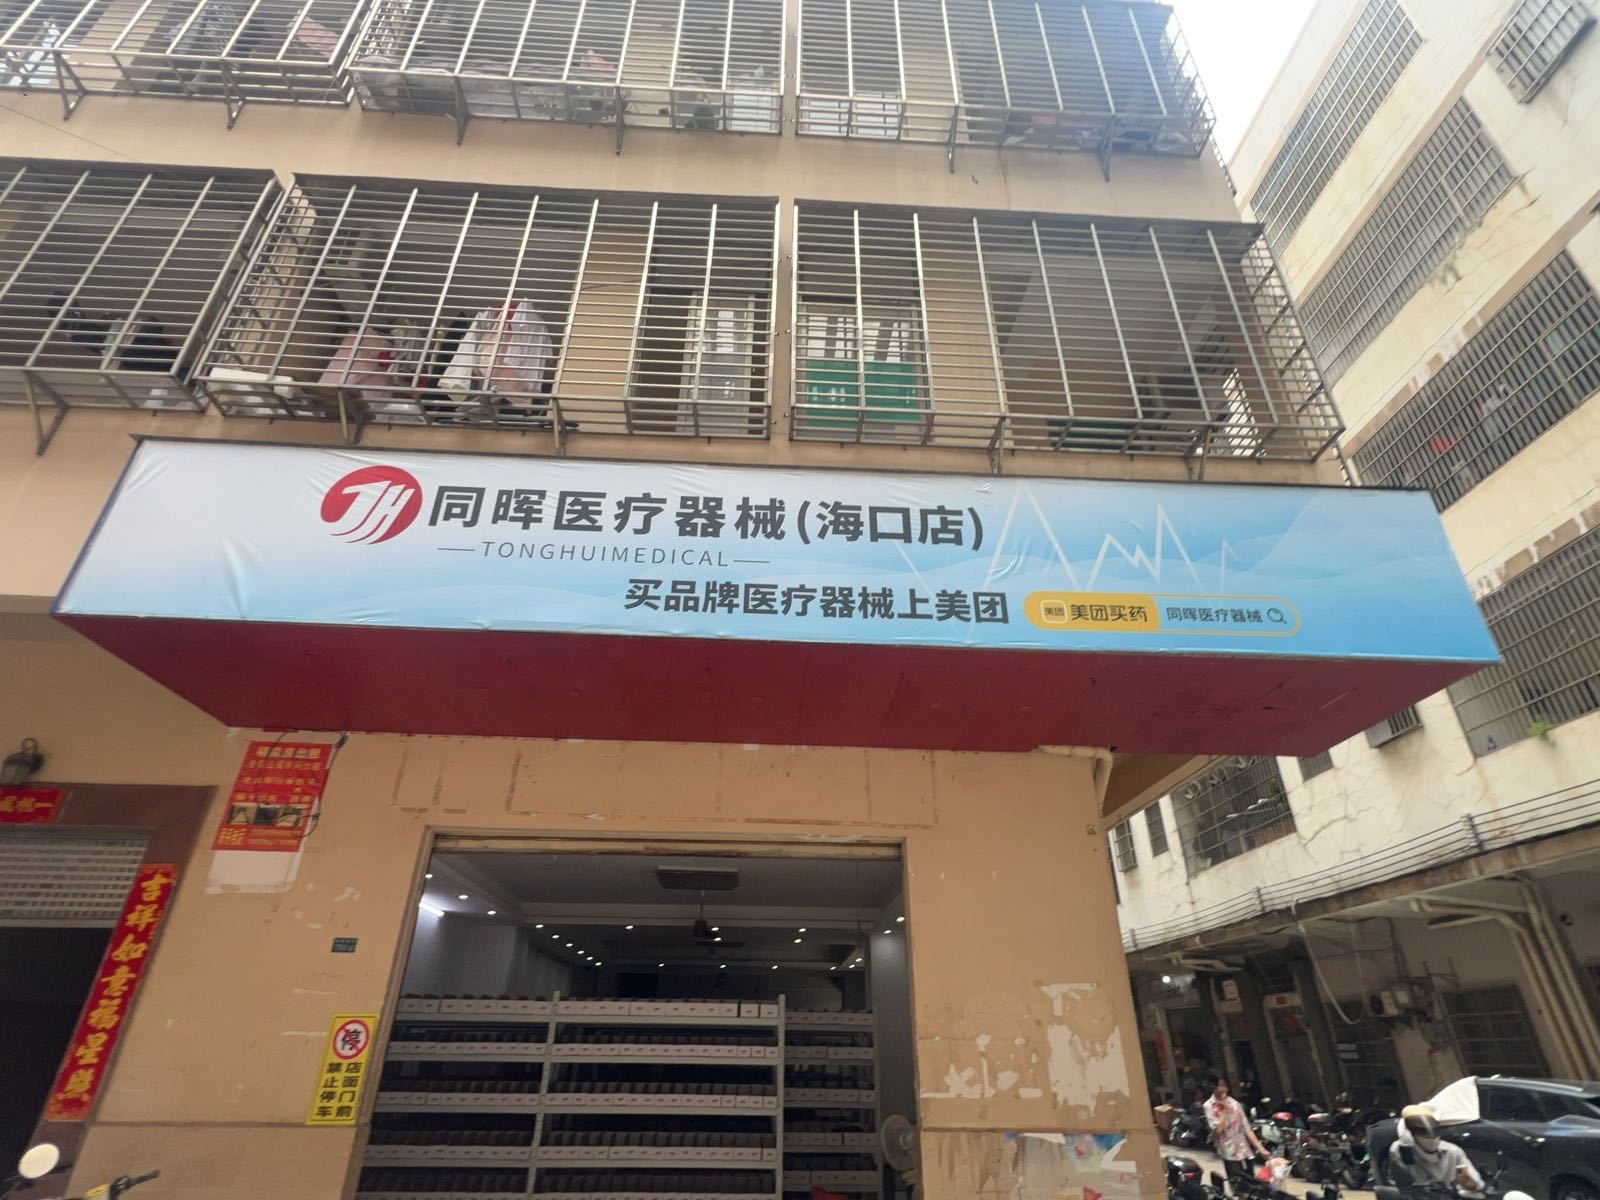 TH 同晖医疗器械(海口店)
TONGHUIMEDICAL
买品牌医疗器械上美团
美团 美团买药 同晖医疗器械
吉祥如意福星照
停
店面门前
禁止停车